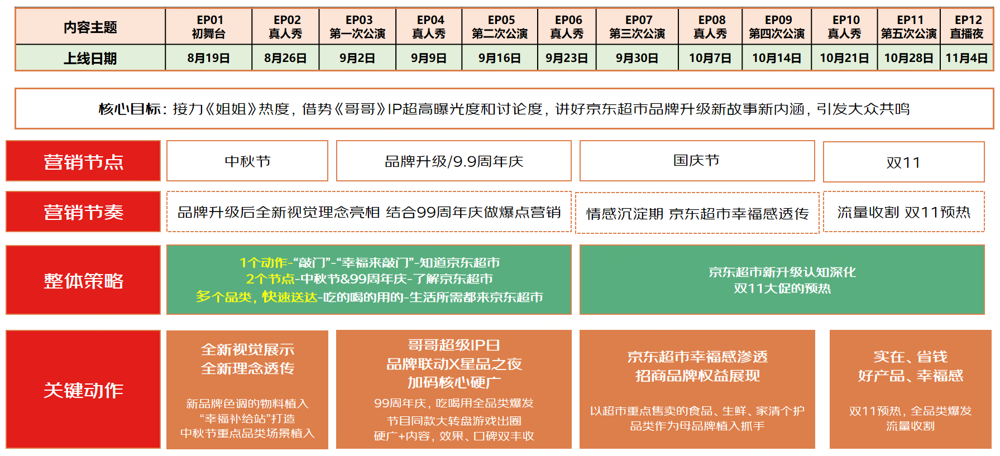 内容主题
EP01
初舞台
EP02
真人秀
EP03
第一次公演
EP04
真人秀
EP05
第二次公演
EP06
真人秀
EP07
第三次公演
EP08
真人秀
EP09
第四次公演
EP10
真人秀
EP11
第五次公演
EP12
直播夜
上线日期
8月19日
8月26日
9月2日
9月9日
9月16日
9月23日
9月30日
10月7日
10月14日
10月21日
10月28日
11月4日
核心目标：接力《姐姐》热度，借势《哥哥》IP超高曝光度和讨论度，讲好京东超市品牌升级新故事新内涵，引发大众共鸣
营销节点
中秋节
品牌升级/9.9周年庆
国庆节
双11
营销节奏
品牌升级后全新视觉理念亮相 结合99周年庆做爆点营销
情感沉淀期 京东超市幸福感透传
流量收割 双11预热
整体策略
1个动作-“敲门”-“幸福来敲门”-知道京东超市
2个节点-中秋节&99周年庆-了解京东超市
多个品类，快速送达-吃的喝的用的-生活所需都来京东超市
京东超市新升级认知深化
双11大促的预热
关键动作
全新视觉展示
全新理念透传
新品牌色调的物料植入
“幸福补给站”打造
中秋节重点品类场景植入
哥哥超级IP日
品牌联动X星品之夜
加码核心硬广
99周年庆，吃喝用全品类爆发
节目同款大转盘游戏出圈
硬广+内容，效果、口碑双丰收
京东超市幸福感渗透
招商品牌权益展现
以超市重点售卖的食品、生鲜、家清个护
品类作为母品牌植入抓手
实在、省钱
好产品、幸福感
双11预热，全品类爆发
流量收割